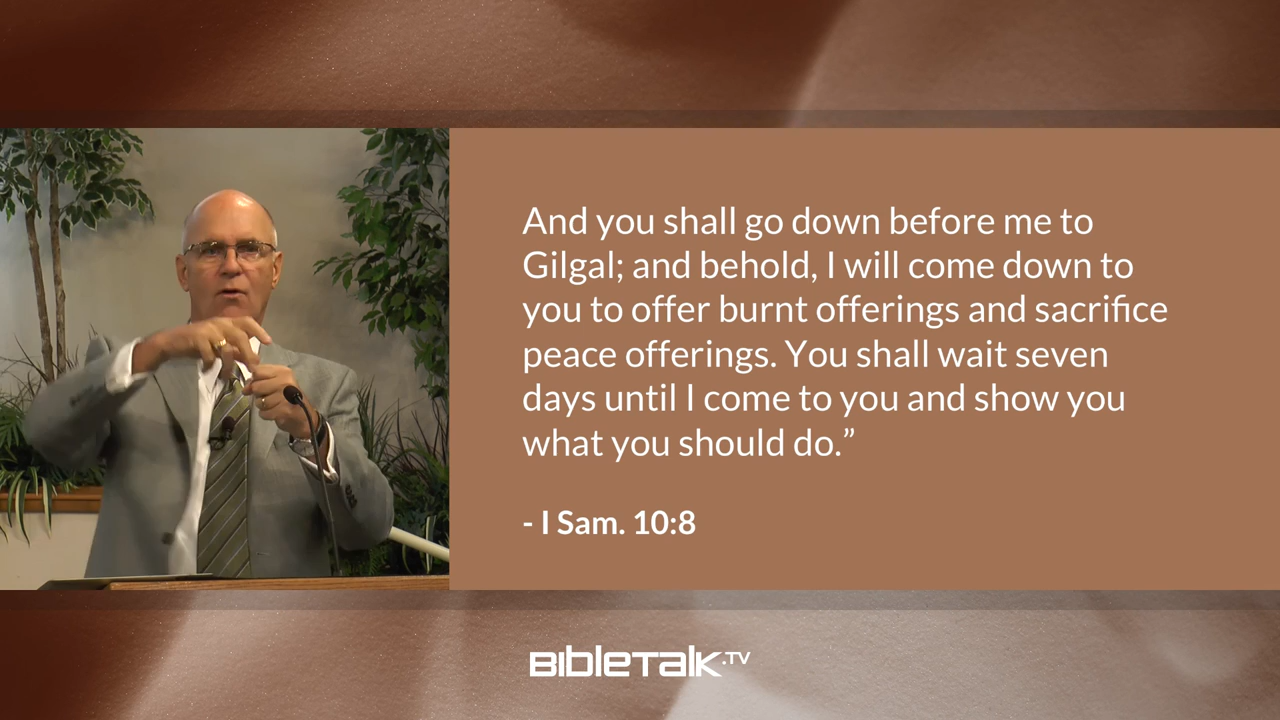 And you shall go down before me to
Gilgal; and behold, I will come down to
you to offer burnt offerings and sacrifice
peace offerings. You shall wait seven
days until I come to you and show you
what you should do.”
- I Sam. 10:8
BibleTalk.TV